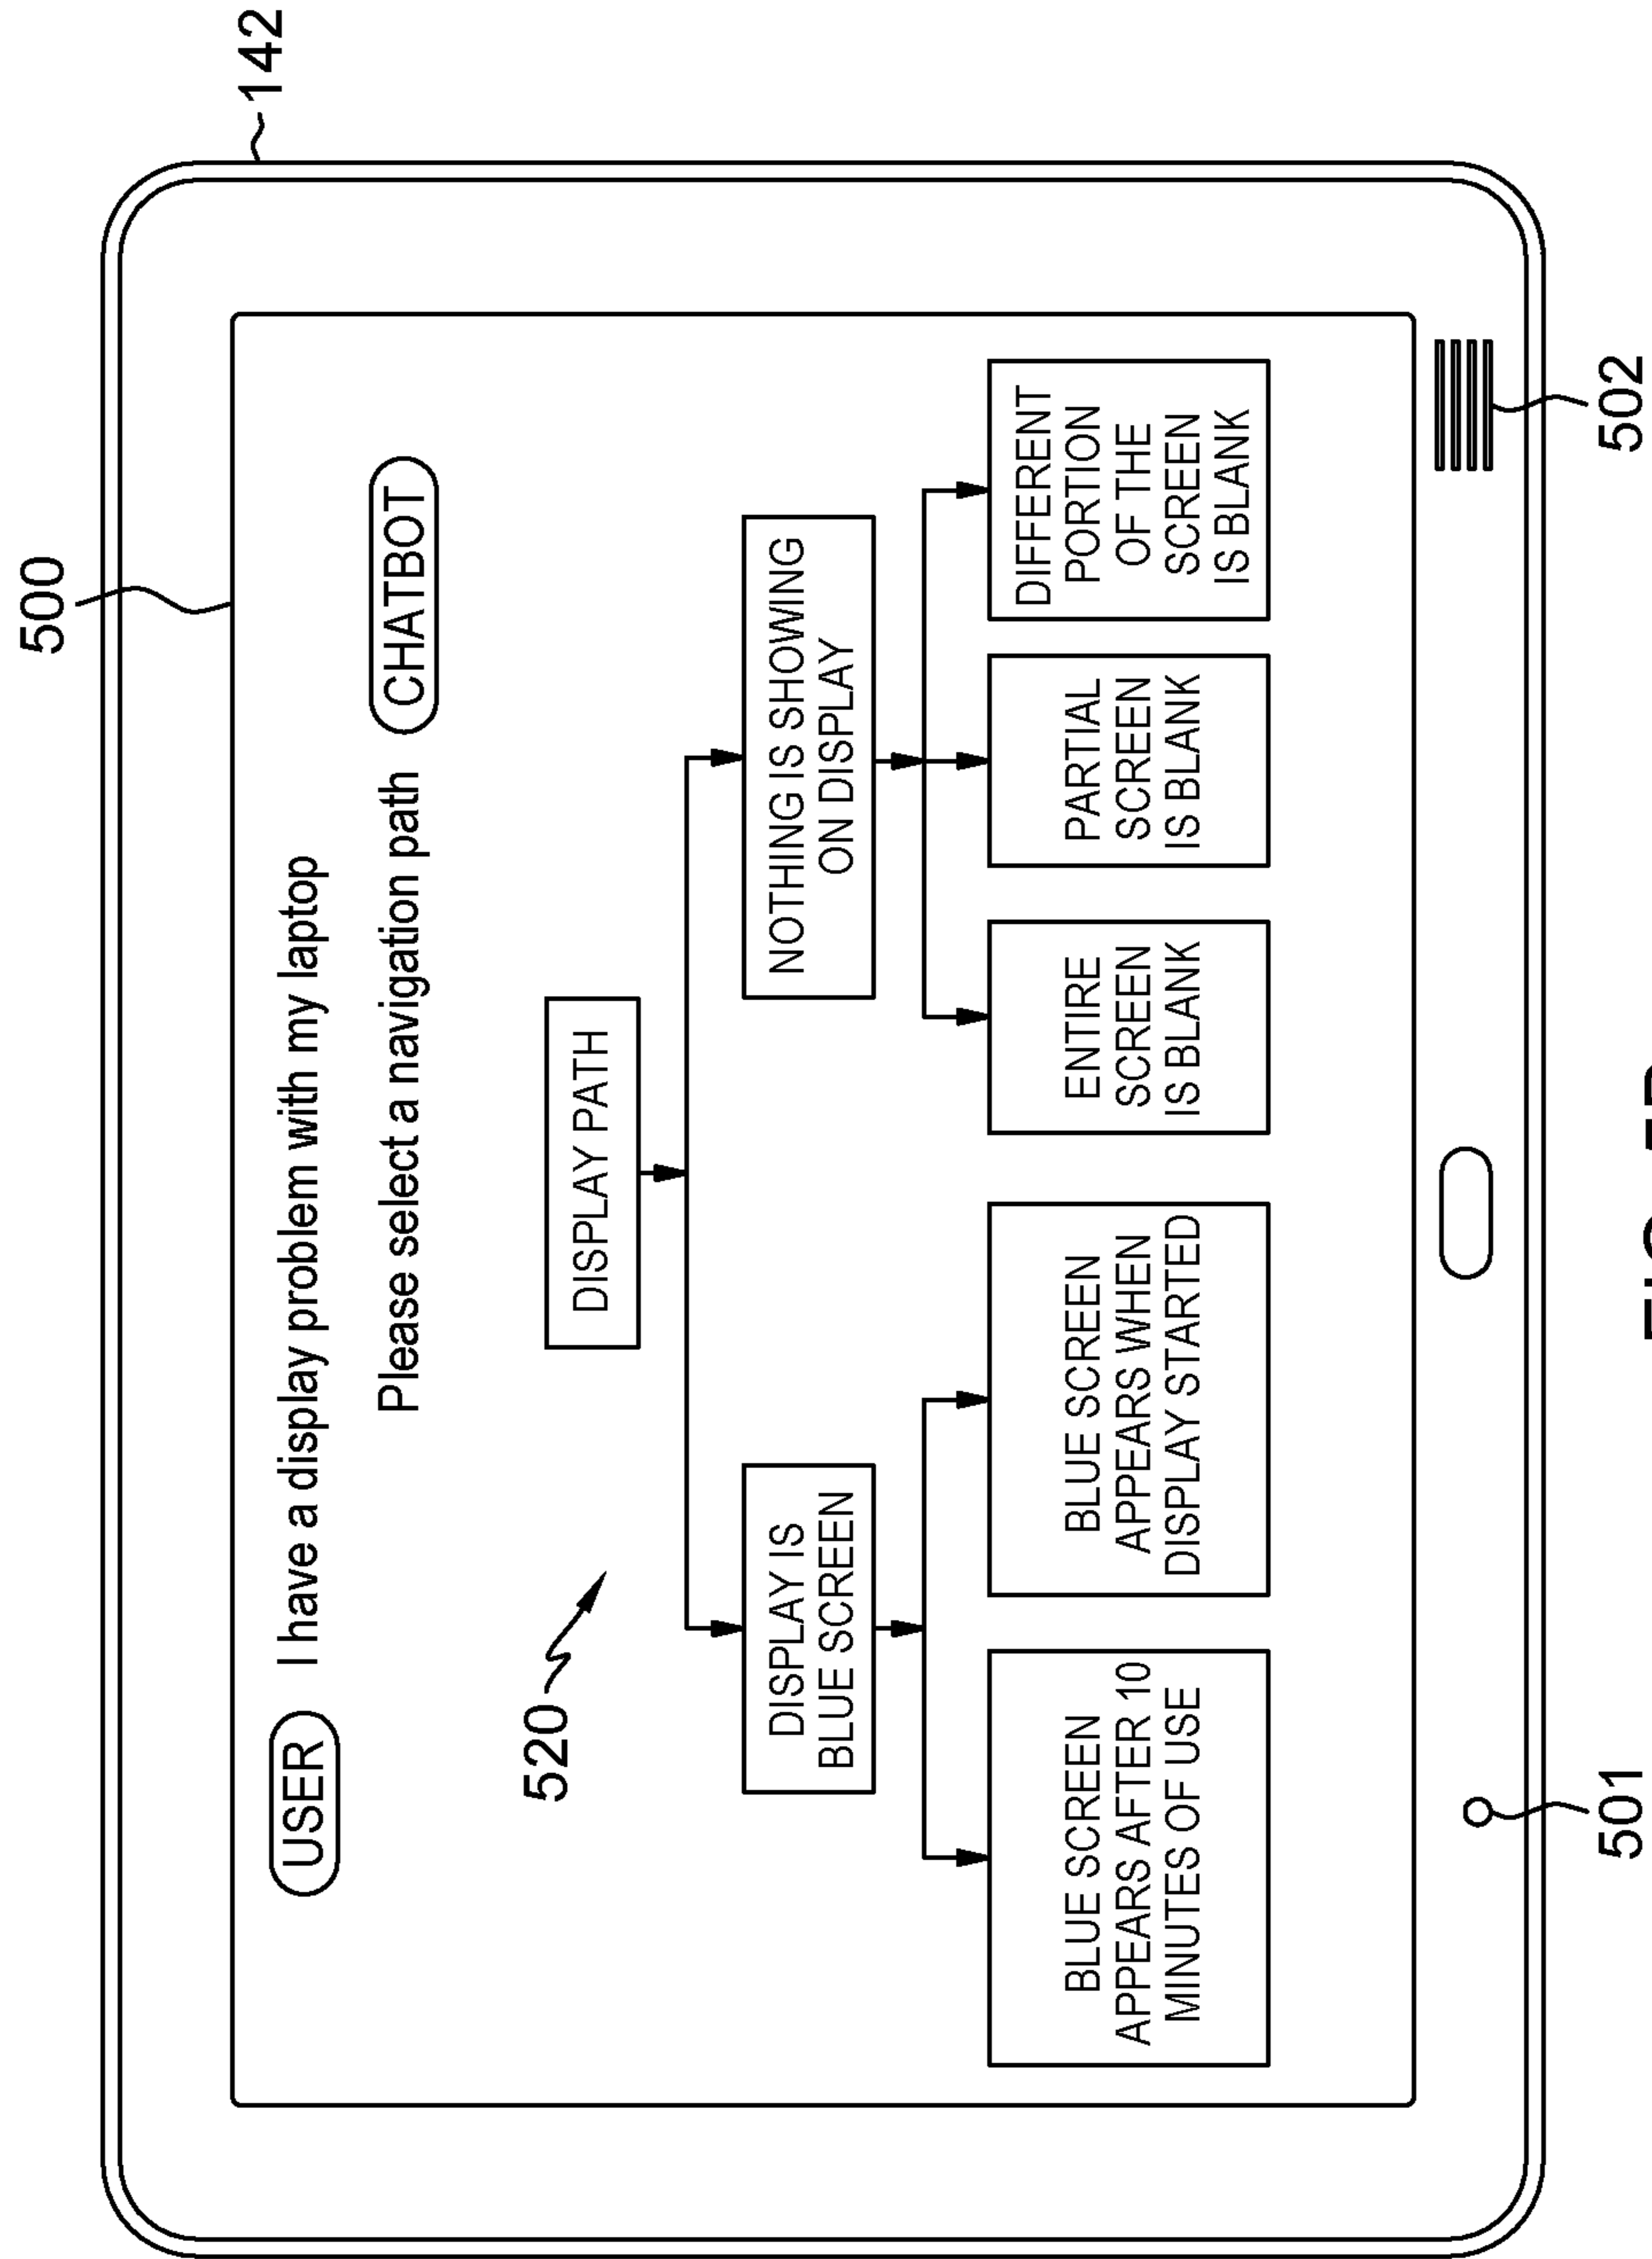 500
142
USER I have a display problem with my laptop
Please select a navigation path CHATBOT
520
DISPLAY PATH
DISPLAY IS
BLUE SCREEN
NOTHING IS SHOWING
ON DISPLAY
BLUE SCREEN
APPEARS AFTER 10
MINUTES OF USE
BLUE SCREEN
APPEARS WHEN
DISPLAY STARTED
ENTIRE
SCREEN
IS BLANK
PARTIAL
SCREEN
IS BLANK
DIFFERENT
PORTION
OF THE
SCREEN
IS BLANK
501
502